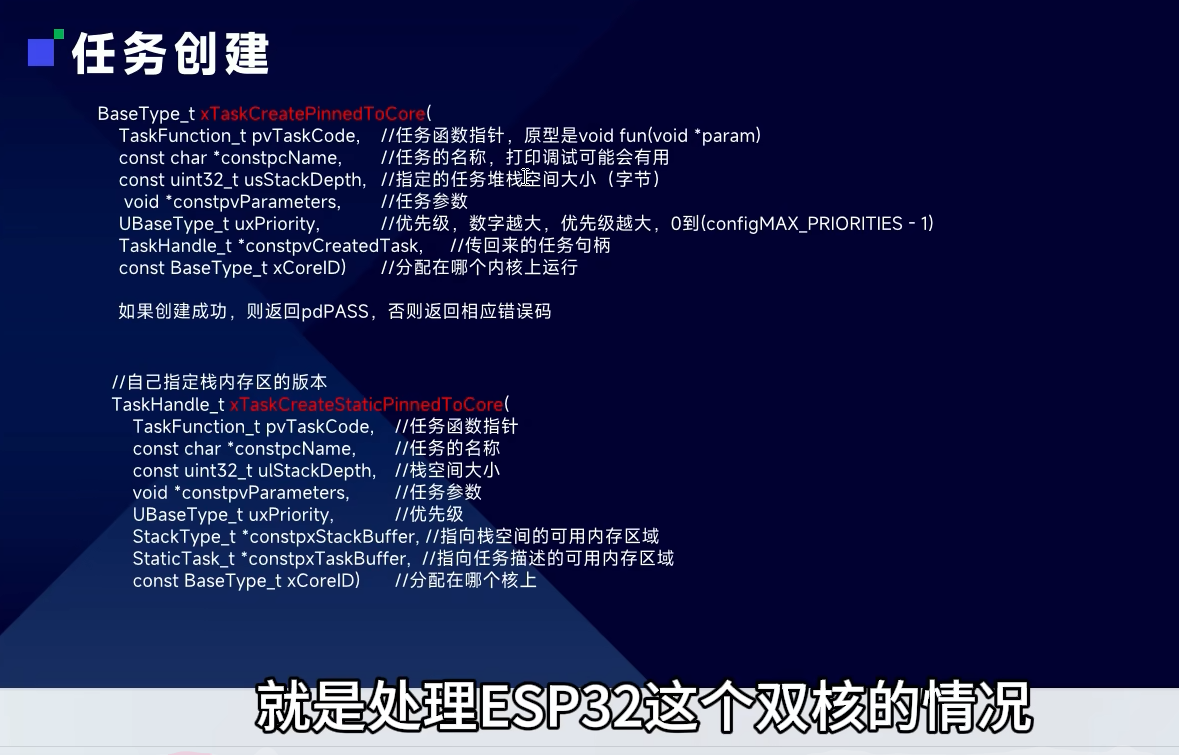 任务创建
BaseType_t xTaskCreatePinnedToCore(
TaskFunction_t pvTaskCode, //任务函数指针，原型是void fun(void *param)
const char *constpcName, //任务的名称，打印调试可能会有用
const uint32_t usStackDepth, //指定的任务堆栈空间大小（字节）
void *constpvParameters, //任务参数
UBaseType_t uxPriority, //优先级，数字越大，优先级越大，0到(configMAX_PRIORITIES - 1)
TaskHandle_t *constpvCreatedTask, //传回来的任务句柄
const BaseType_t xCoreID) //分配在哪个内核上运行
如果创建成功，则返回pdPASS，否则返回相应错误码
//自己指定栈内存区的版本
TaskHandle_t xTaskCreateStaticPinnedToCore(
TaskFunction_t pvTaskCode, //任务函数指针
const char *constpcName, //任务的名称
const uint32_t ulStackDepth, //栈空间大小
void *constpvParameters, //任务参数
UBaseType_t uxPriority, //优先级
StackType_t *constpxStackBuffer, //指向栈空间的可用内存区域
StaticTask_t *constpxTaskBuffer, //指向任务描述的可用内存区域
const BaseType_t xCoreID) //分配在哪个核上
就是处理ESP32这个双核的情况